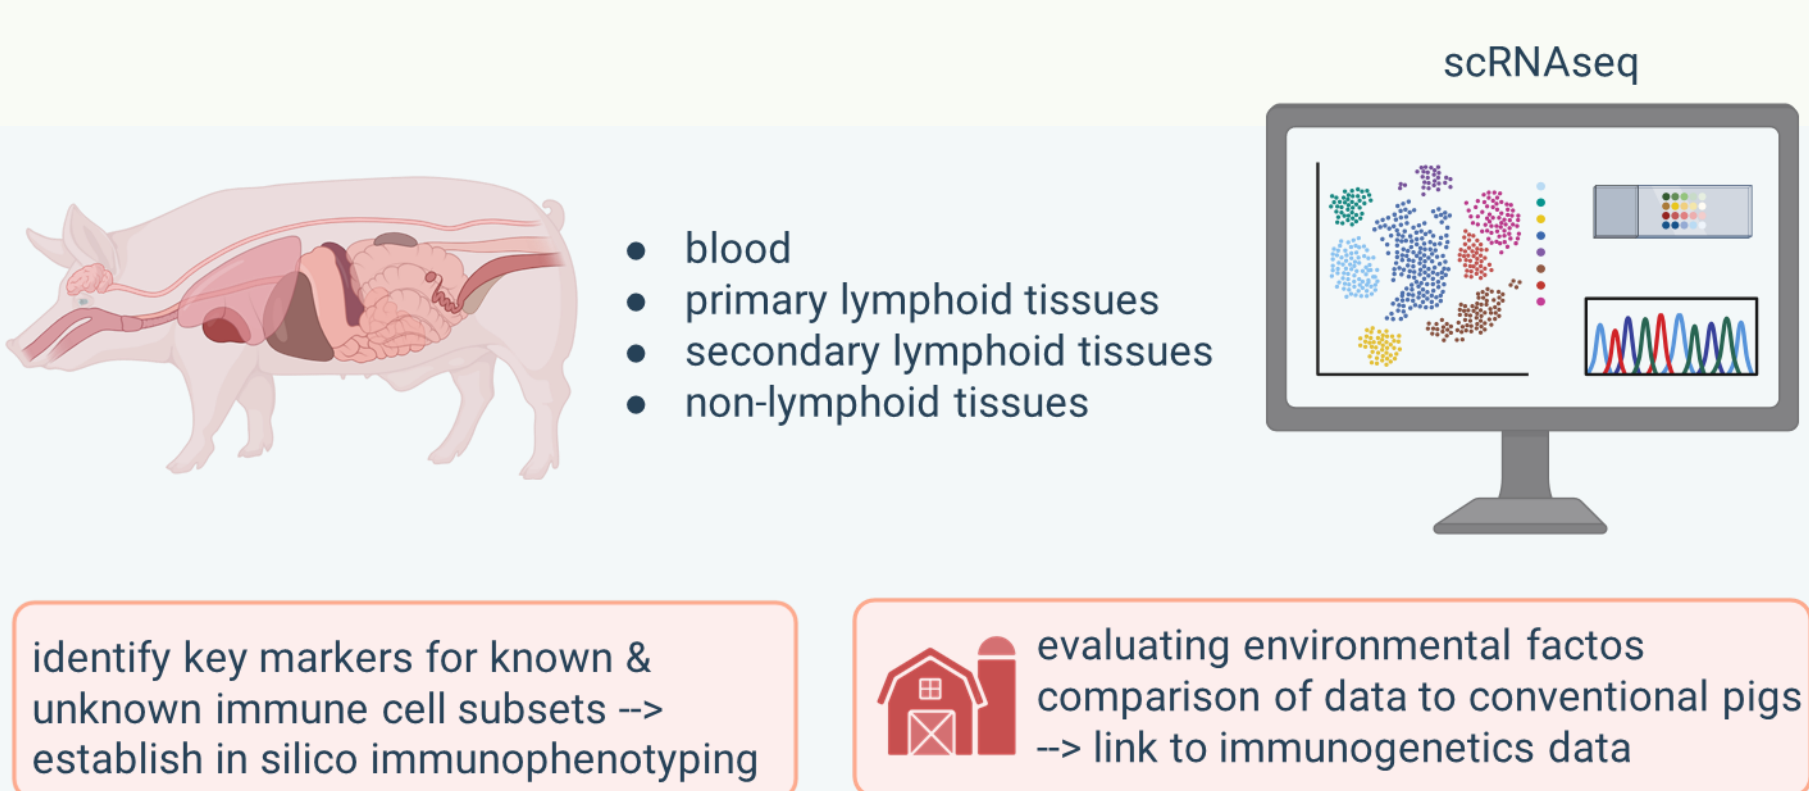 scRNAseq
● blood
● primary lymphoid tissues
● secondary lymphoid tissues
● non-lymphoid tissues
identify key markers for known &
unknown immune cell subsets -->
establish in silico immunophenotyping
evaluating environmental factos
comparison of data to conventional pigs
--> link to immunogenetics data